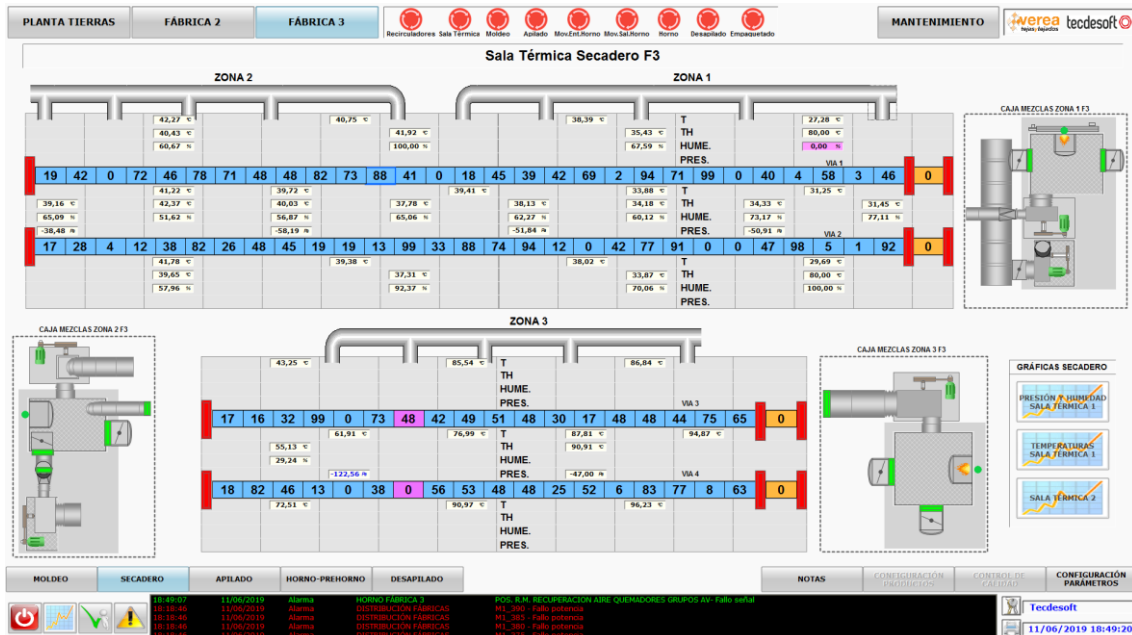 PLANTA TIERRAS FÁBRICA 2 FÁBRICA 3 MANTENIMIENTO verea tecdesoft
tejas y tejados
Recirculadores Sala Térmica Moldeo Apilado Mov.Ent.Horno Mov.Sal.Horno Horno Desapilado Empaquetado
Sala Térmica Secadero F3
ZONA 2 ZONA 1
CAJA MEZCLAS ZONA 1 F3
42,27 °C 40,75 °C 38,39 °C T 27,28 °C
40,43 °C 41,92 °C 35,43 °C TH 80,00 °C
60,67 % 100,00 % 67,59 % HUME. 0,00 %
PRES.
VIA 1
19 42 0 72 46 78 71 48 48 82 73 88 41 0 18 45 39 42 69 2 94 71 99 0 40 4 58 3 46 0
41,22 °C 39,72 °C 39,41 °C 33,88 °C T 31,25 °C
39,16 °C 42,37 °C 40,03 °C 37,78 °C 38,13 °C 34,18 °C TH 34,33 °C 31,45 °C
65,09 % 51,62 % 56,87 % 65,06 % 62,27 % 60,12 % HUME. 73,17 % 77,11 %
-38,48 -58,19 -51,84 PRES. -50,91
VIA 2
17 28 4 12 38 82 26 48 45 19 19 13 99 33 88 74 94 12 0 42 77 91 0 0 47 98 5 1 92 0
41,78 °C 39,38 °C 38,02 °C T 29,69 °C
39,65 °C 37,31 °C 33,87 °C TH 80,00 °C
57,96 % 92,37 % 70,06 % HUME. 100,00 %
PRES.
ZONA 3
CAJA MEZCLAS ZONA 2 F3
CAJA MEZCLAS ZONA 3 F3
43,25 °C 85,54 °C T 86,84 °C
TH
HUME.
PRES.
VIA 3
17 16 32 99 0 73 48 42 49 51 48 30 17 48 48 44 75 65 0
61,91 °C 76,99 °C T 87,81 °C 94,87 °C
55,13 °C TH 90,91 °C
29,24 % HUME.
-122,56 PRES. -47,00
VIA 4
18 82 46 13 0 38 0 56 53 48 48 25 52 6 83 77 8 63 0
72,51 °C 90,97 °C T 96,23 °C
TH
HUME.
PRES.
GRÁFICAS SECADERO
PRESIÓN Y HUMEDAD
SALA TÉRMICA 1
TEMPERATURAS
SALA TÉRMICA 1
SALA TÉRMICA 2
MOLDEO SECADERO APILADO HORNO-PREHORNO DESAPILADO NOTAS CONFIGURACIÓN PRODUCTOS CONTROL DE CALIDAD CONFIGURACIÓN PARÁMETROS
18:49:07 11/06/2019 Alarma HORNO FÁBRICA 3 POS. R.M. RECUPERACION AIRE QUEMADORES GRUPOS AV- Fallo señal
18:18:46 11/06/2019 Alarma DISTRIBUCIÓN FÁBRICAS M1_390 - Fallo potencia
18:18:46 11/06/2019 Alarma DISTRIBUCIÓN FÁBRICAS M1_385 - Fallo potencia
18:18:46 11/06/2019 Alarma DISTRIBUCIÓN FÁBRICAS M1_380 - Fallo potencia
Tecdesoft
11/06/2019 18:49:20